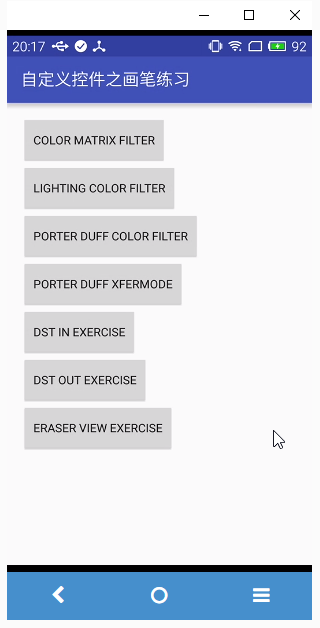 20:17 92
自定义控件之画笔练习
COLOR MATRIX FILTER
LIGHTING COLOR FILTER
PORTER DUFF COLOR FILTER
PORTER DUFF XFERMODE
DST IN EXERCISE
DST OUT EXERCISE
ERASER VIEW EXERCISE